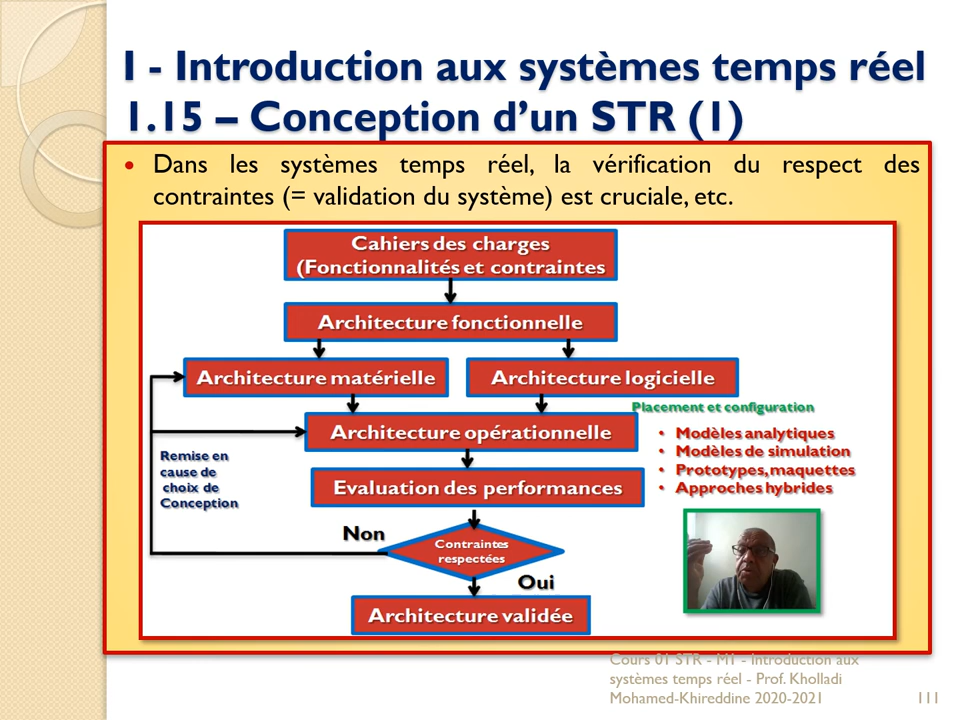 I - Introduction aux systèmes temps réel
1.15 – Conception d’un STR (1)
• Dans les systèmes temps réel, la vérification du respect des
contraintes (= validation du système) est cruciale, etc.
Cahiers des charges
(Fonctionnalités et contraintes
Architecture fonctionnelle
Architecture matérielle
Architecture logicielle
Placement et configuration
Architecture opérationnelle
• Modèles analytiques
• Modèles de simulation
• Prototypes, maquettes
• Approches hybrides
Remise en
cause de
choix de
Conception
Evaluation des performances
Non
Contraintes
respectées
Oui
Architecture validée
Cours 01 STR - M1 - Introduction aux
systèmes temps réel - Prof. Kholladi
Mohamed-Khireddine 2020-2021
111